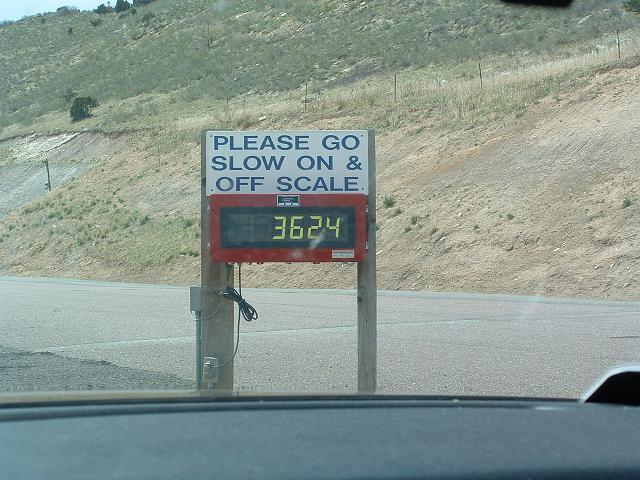 PLEASE GO
SLOW ON &
OFF SCALE
3624